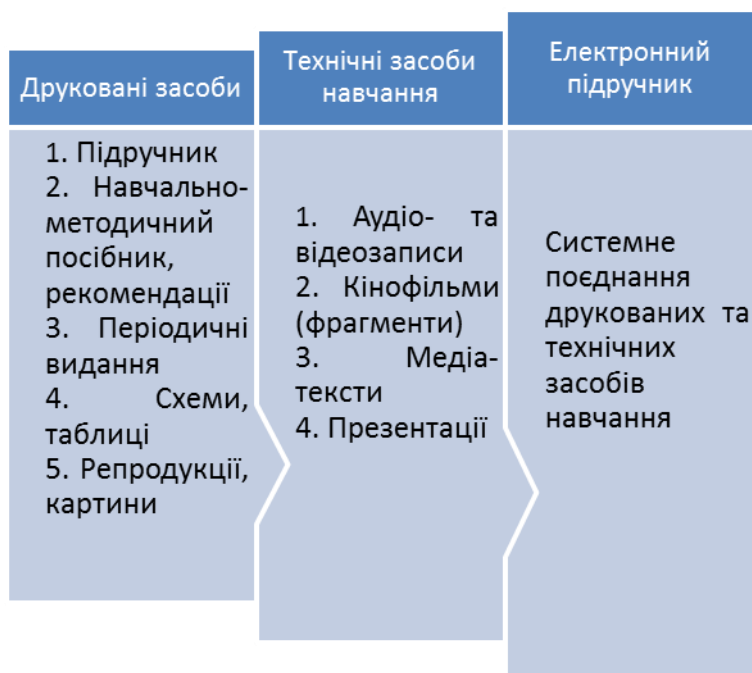 Друковані засоби
1. Підручник
2. Навчально-
методичний
посібник,
рекомендації
3. Періодичні
видання
4. Схеми,
таблиці
5. Репродукції,
картини
Технічні засоби
навчання
1. Аудіо- та
відеозаписи
2. Кінофільми
(фрагменти)
3. Медіа-
тексти
4. Презентації
Електронний
підручник
Системне
поєднання
друкованих та
технічних
засобів
навчання